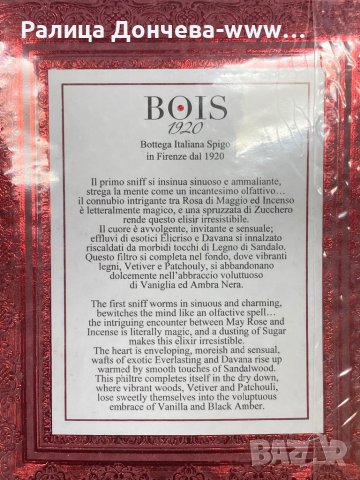 Ралица Дончева-www...
BOIS
1920
Bottega Italiana Spigo
in Firenze dal 1920
Il primo sniff si insinua sinuoso e ammaliante,
strega la mente come un incantesimo olfattivo…
il connubio intrigante tra Rosa di Maggio ed Incenso
è letteralmente magico, e una spruzzata di Zucchero
rende questo elisir irresistibile.
Il cuore è avvolgente, invitante e sensuale;
effluvi di esotici Elicriso e Davana si innalzato
riscaldati da morbidi tocchi di Legno di Sandalo.
Questo filtro si completa nel fondo, dove vibranti
legni, Vetiver e Patchouly, si abbandonano
dolcemente nell'abbraccio voluttuoso
di Vaniglia ed Ambra Nera.
The first sniff worms in sinuous and charming,
bewitches the mind like an olfactive spell…
the intriguing encounter between May Rose and
Incense is literally magic, and a dusting of Sugar
makes this elixir irresistible.
The heart is enveloping, moreish and sensual,
wafts of exotic Everlasting and Davana rise up
warmed by smooth touches of Sandalwood.
This philtre completes itself in the dry down,
where vibrant woods, Vetiver and Patchouli,
lose sweetly themselves into the voluptuous
embrace of Vanilla and Black Amber.
BAZAR